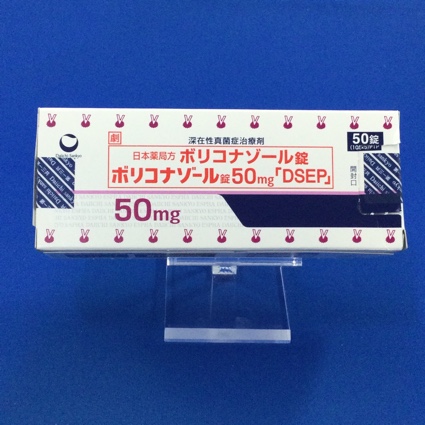 劇
深在性真菌症治療剤
日本薬局方 ボリコナゾール錠
ボリコナゾール錠50mg「DSEP」
50mg
50錠
開封口
Daiichi Sankyo